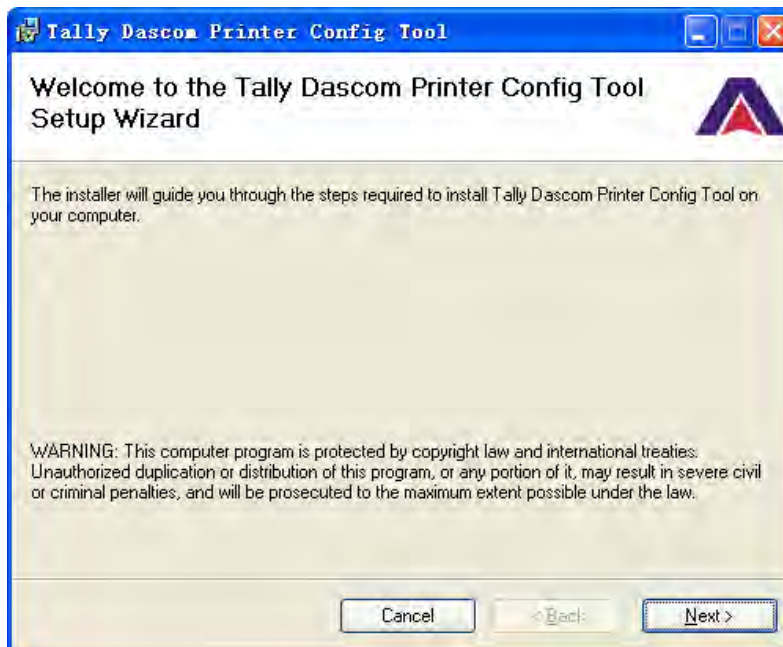 Tally Dascom Printer Config Tool
Welcome to the Tally Dascom Printer Config Tool
Setup Wizard
The installer will guide you through the steps required to install Tally Dascom Printer Config Tool on
your computer.
WARNING: This computer program is protected by copyright law and international treaties.
Unauthorized duplication or distribution of this program, or any portion of it, may result in severe civil
or criminal penalties, and will be prosecuted to the maximum extent possible under the law.
Cancel
< Back
Next >